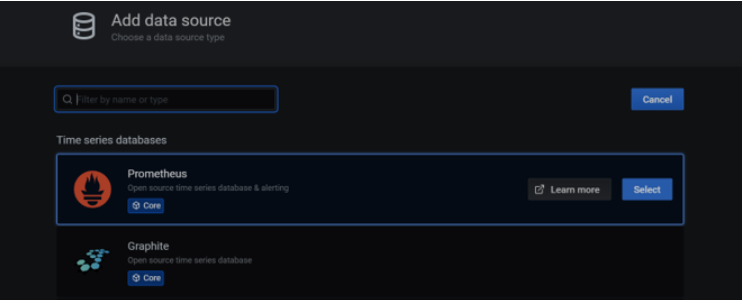 Add data source
Choose a data source type
Filter by name or type
Cancel
Time series databases
Prometheus
Open source time series database & alerting
Core
Learn more
Select
Graphite
Open source time series database
Core